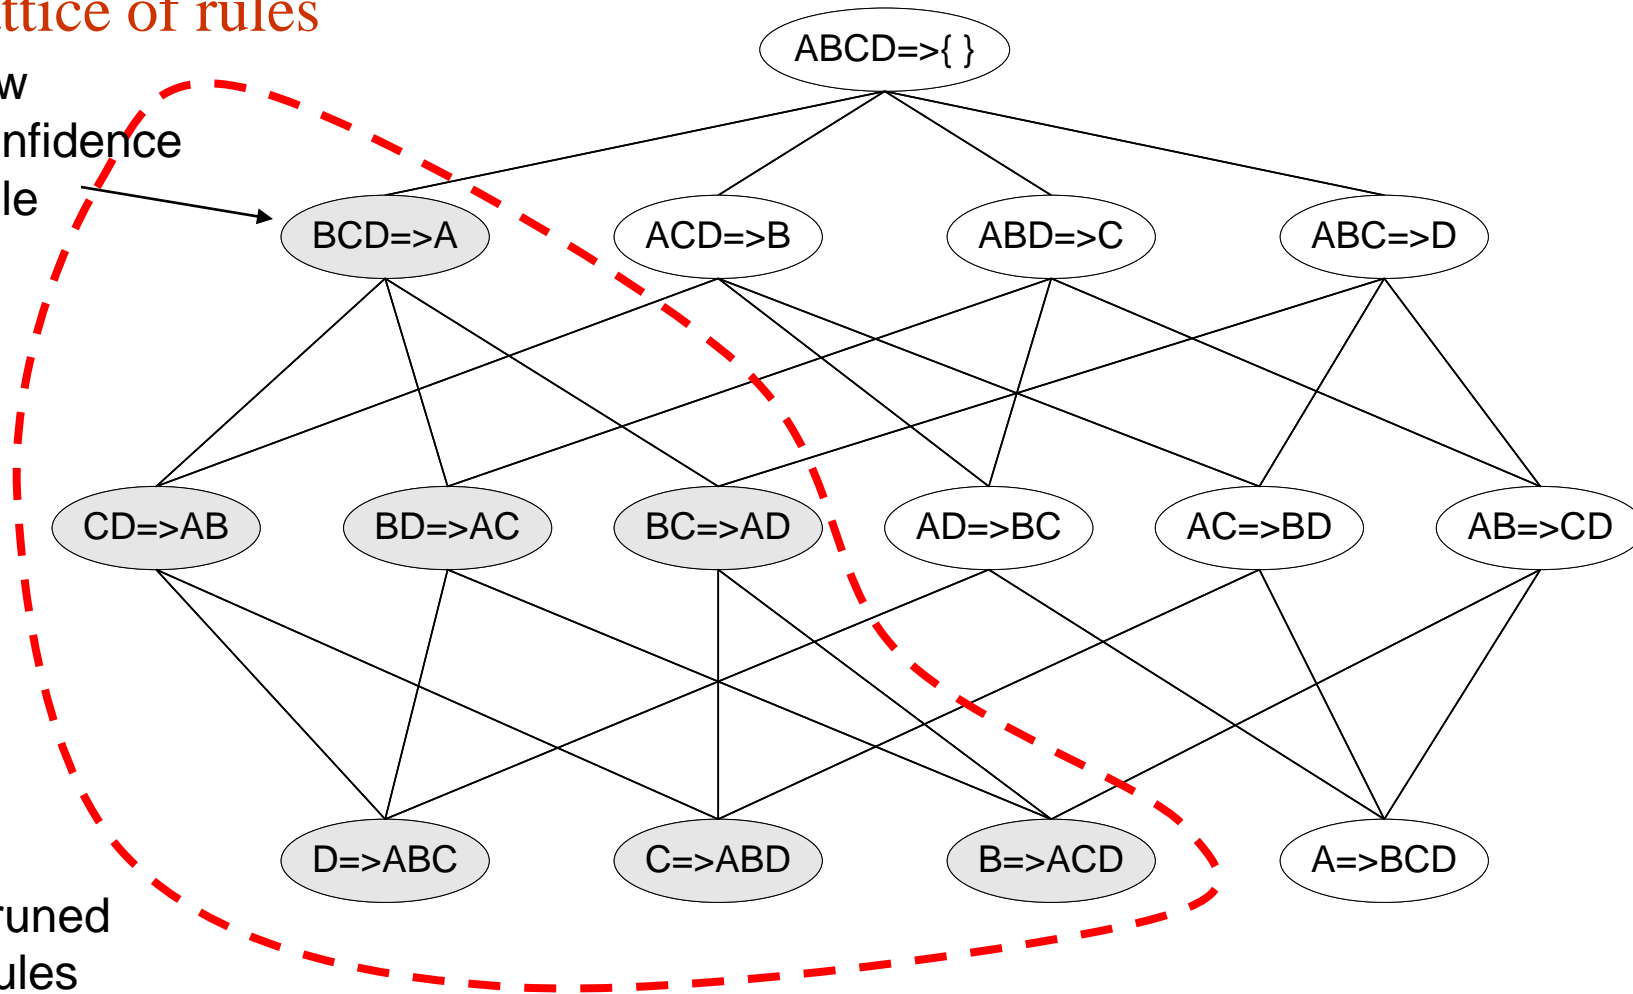 ttice of rules
ABCD=>{ }
w
nfidence
le
BCD=>A
ACD=>B
ABD=>C
ABC=>D
CD=>AB
BD=>AC
BC=>AD
AD=>BC
AC=>BD
AB=>CD
D=>ABC
C=>ABD
B=>ACD
A=>BCD
runed
ules